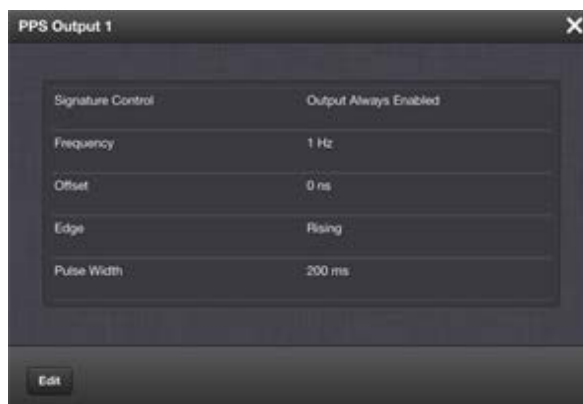 PPS Output 1
Signature Control Output Always Enabled
Frequency 1 Hz
Offset 0 ns
Edge Rising
Pulse Width 200 ms
Edit